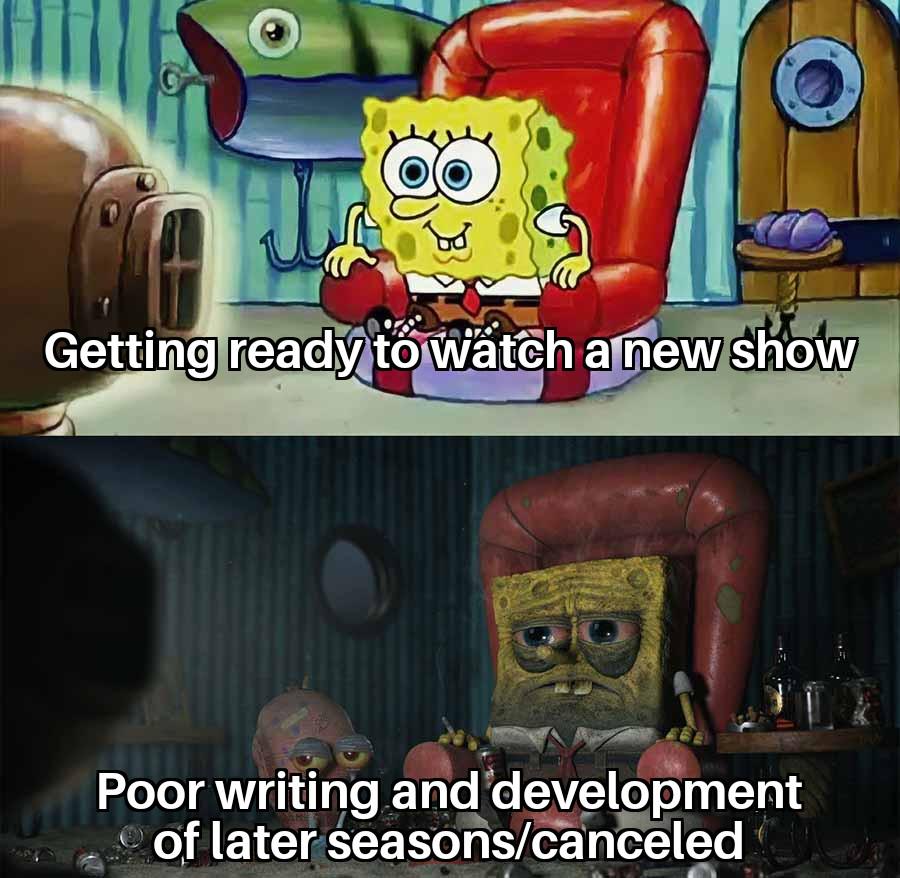 Getting ready to watch a new show
Poor writing and development
of later seasons/canceled